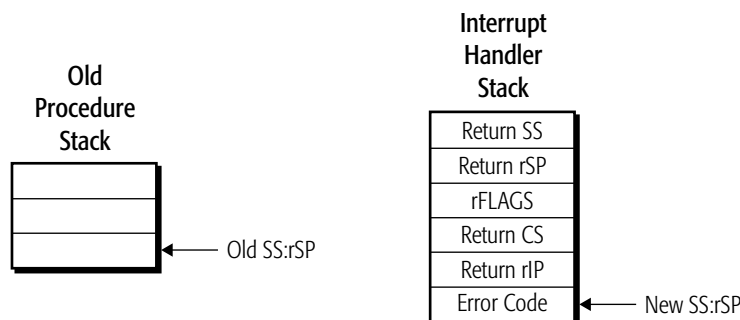 Old
Procedure
Stack
Old SS:rSP
Interrupt
Handler
Stack
Return SS
Return rSP
rFLAGS
Return CS
Return rIP
Error Code
New SS:rSP